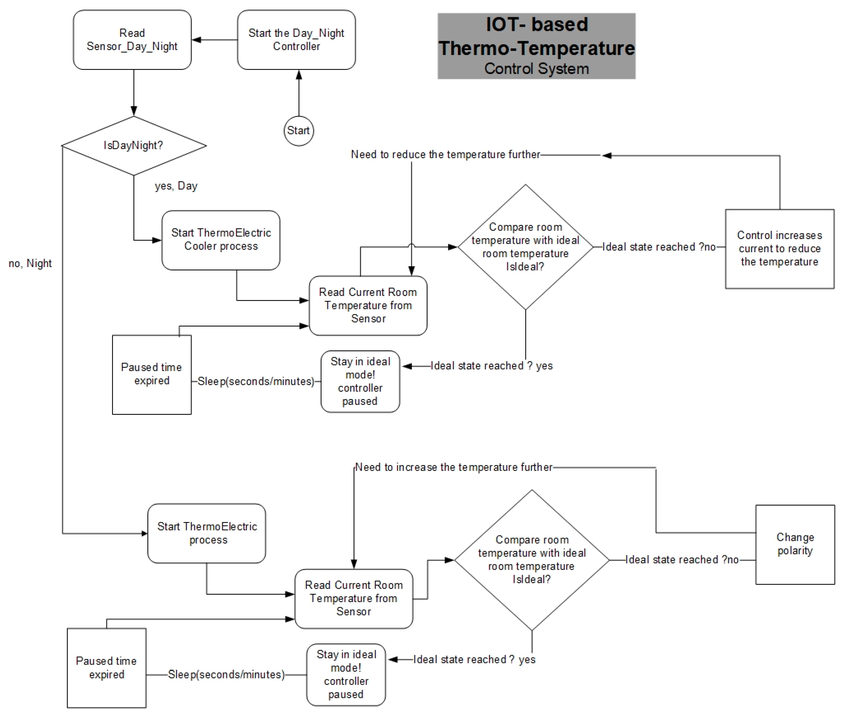 Read
Sensor_Day_Night
Start the Day_Night
Controller
IOT- based
Thermo-Temperature
Control System
Start
IsDayNight?
yes, Day
no, Night
Need to reduce the temperature further
Start ThermoElectric
Cooler process
Compare room
temperature with ideal
room temperature
IsIdeal?
Ideal state reached ?no
Control increases
current to reduce
the temperature
Read Current Room
Temperature from
Sensor
Paused time
expired
Sleep(seconds/minutes)
Stay in ideal
mode!
controller
paused
Ideal state reached ? yes
Need to increase the temperature further
Start ThermoElectric
process
Compare room
temperature with ideal
room temperature
IsIdeal?
Ideal state reached ?no
Change
polarity
Read Current Room
Temperature from
Sensor
Paused time
expired
Sleep(seconds/minutes)
Stay in ideal
mode!
controller
paused
Ideal state reached ? yes